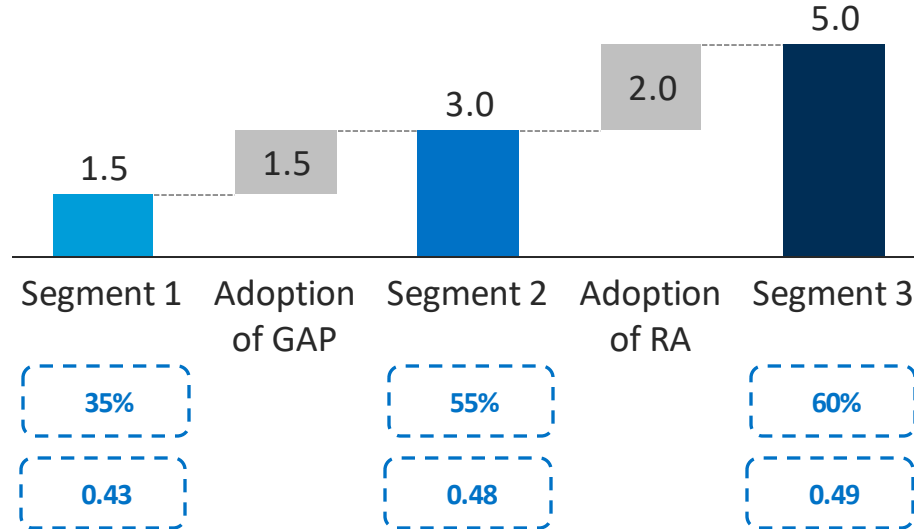 5.0
2.0
3.0
1.5
1.5
Segment 1
Adoption
of GAP
Segment 2
Adoption
of RA
Segment 3
35%
55%
60%
0.43
0.48
0.49